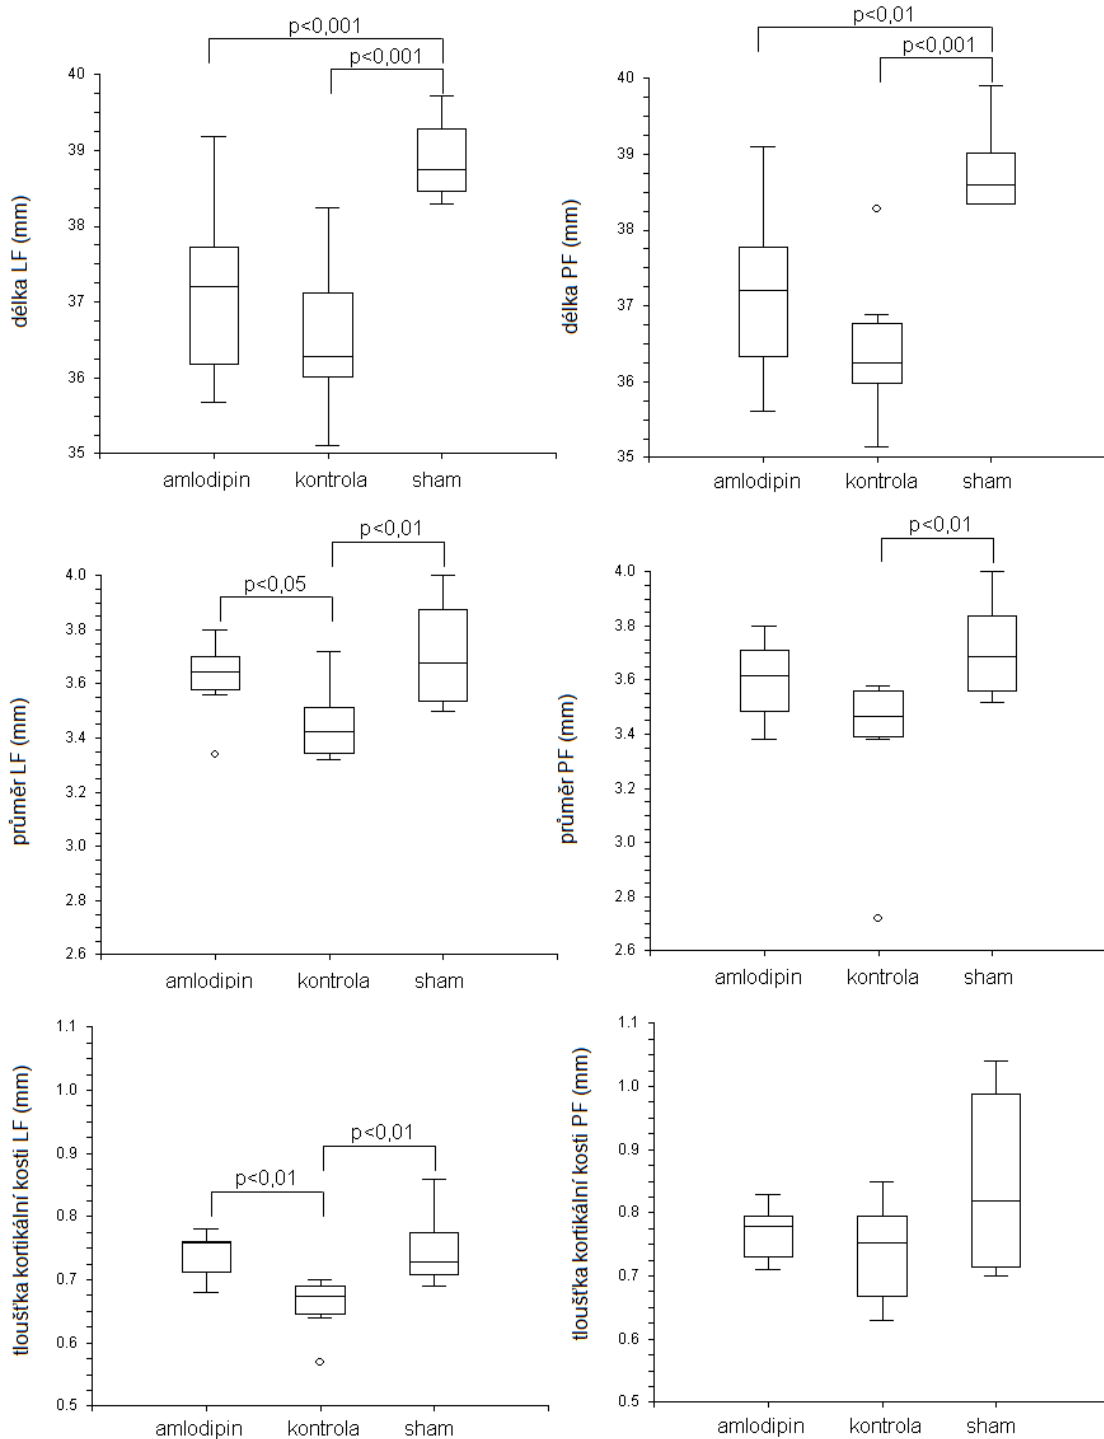 p<0,001
p<0,001
40
39
38
37
36
35
délka LF (mm)
amlodipin kontrola sham
p<0,01
p<0,001
40
39
38
37
36
35
délka PF (mm)
amlodipin kontrola sham
p<0,01
p<0,05
4.0
3.8
3.6
3.4
3.2
3.0
2.8
2.6
průměr LF (mm)
amlodipin kontrola sham
p<0,01
4.0
3.8
3.6
3.4
3.2
3.0
2.8
2.6
průměr PF (mm)
amlodipin kontrola sham
1.1
1.0
0.9
0.8
0.7
0.6
0.5
p<0,01
p<0,01
tloušťka kortikální kosti LF (mm)
amlodipin kontrola sham
1.1
1.0
0.9
0.8
0.7
0.6
0.5
tloušťka kortikální kosti PF (mm)
amlodipin kontrola sham